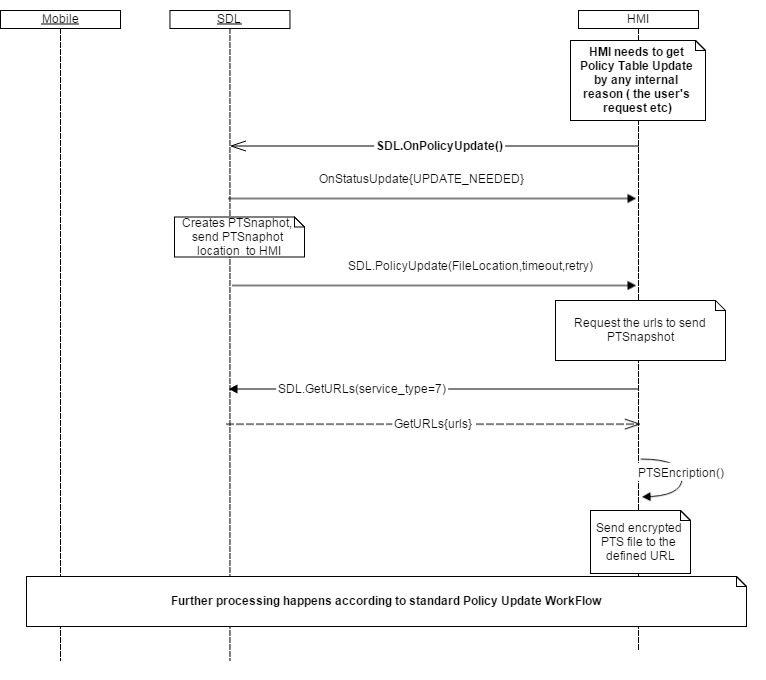 Mobile
SDL
HMI
HMI needs to get
Policy Table Update
by any internal
reason ( the user's
request etc)
SDL.OnPolicyUpdate()
OnStatusUpdate{UPDATE_NEEDED}
Creates PTSnaphot,
send PTSnaphot
location to HMI
SDL.PolicyUpdate(FileLocation,timeout,retry)
Request the urls to send
PTSnapshot
SDL.GetURLs(service_type=7)
GetURLs{urls}
PTSEncription()
Send encrypted
PTS file to the
defined URL
Further processing happens according to standard Policy Update WorkFlow